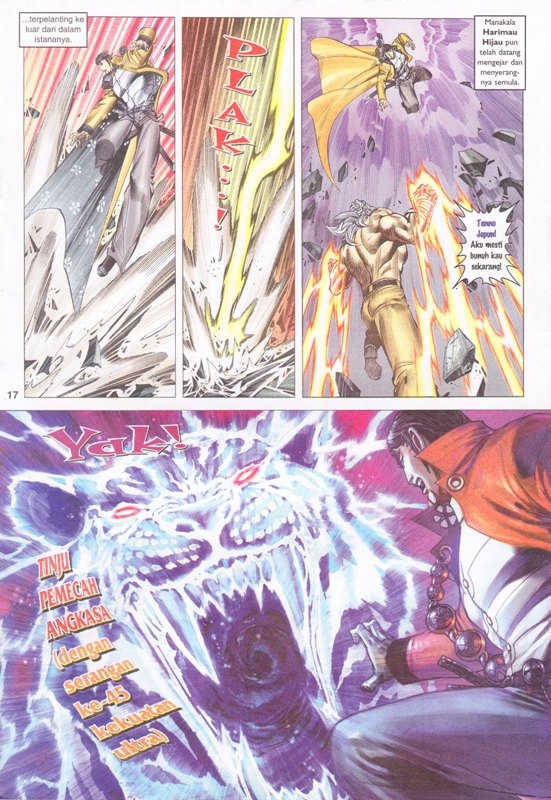 ...terpelanting ke
luar dari dalam
istananya.
PLAK...!
Manakala
Harimau
Hijau pun
telah datang
mengejar dan
menyerang-
nya semula.
Tenno
Jepun!
Aku mesti
bunuh kau
sekarang!
17
Yak!
TINJU
PEMECAH
ANGKASA
(dengan
serangan
ke-45
kekuatan
ultra)